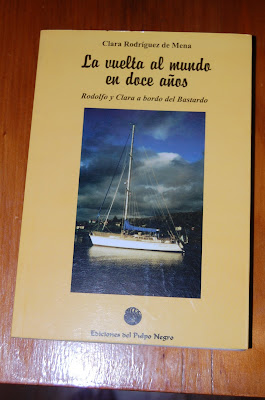 Clara Rodríguez de Mena
La vuelta al mundo
en doce años
Rodolfo y Clara a bordo del Bastardo
Ediciones del Pulpo Negro